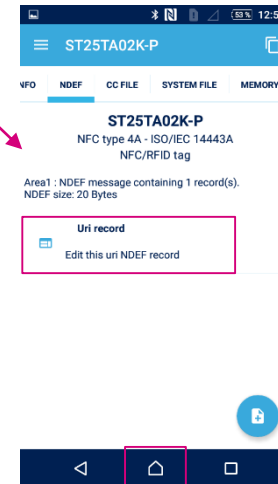 53% 12:5
ST25TA02K-P
NFO NDEF CC FILE SYSTEM FILE MEMORY
ST25TA02K-P
NFC type 4A - ISO/IEC 14443A
NFC/RFID tag
Area1 : NDEF message containing 1 record(s).
NDEF size: 20 Bytes
Uri record
Edit this uri NDEF record